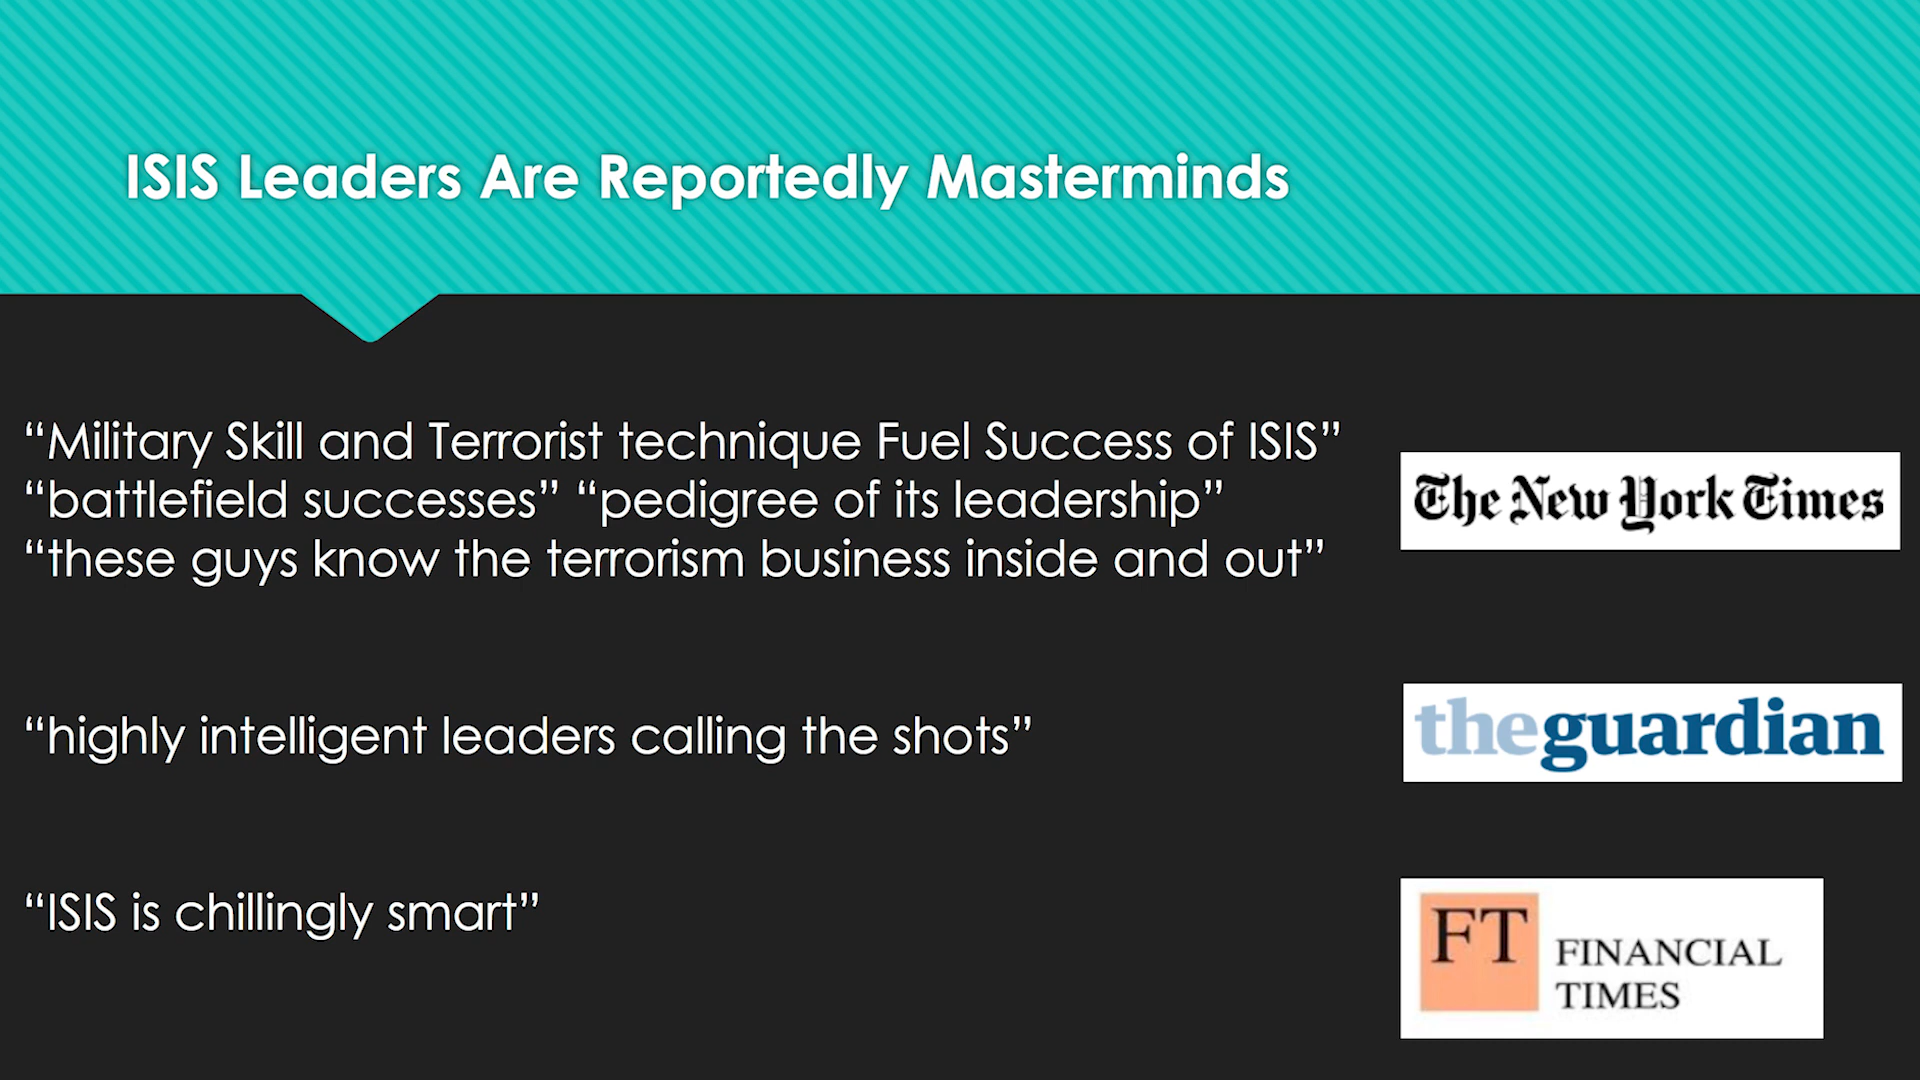 ISIS Leaders Are Reportedly Masterminds
“Military Skill and Terrorist technique Fuel Success of ISIS”
“battlefield successes” “pedigree of its leadership”
“these guys know the terrorism business inside and out”
The New York Times
“highly intelligent leaders calling the shots”
theguardian
“ISIS is chillingly smart”
FT
FINANCIAL
TIMES